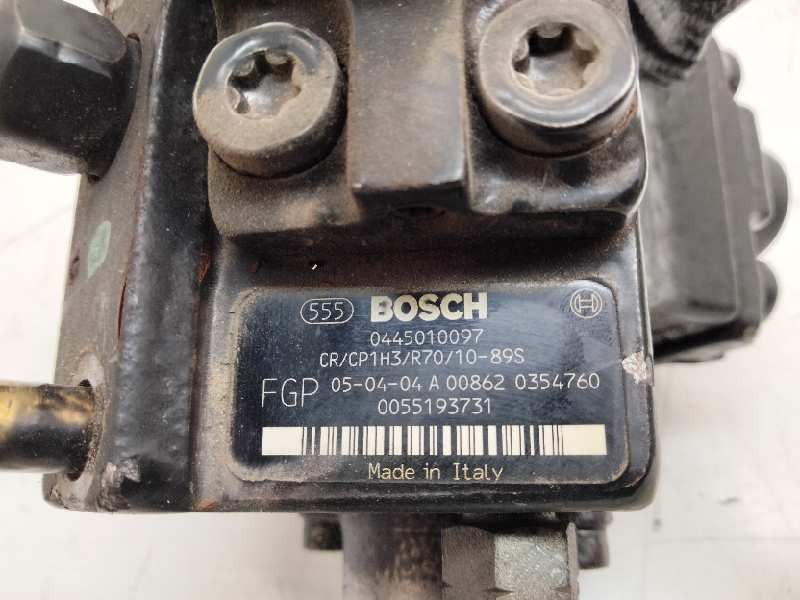 555 BOSCH
0445010097
CR/CP1H3/R70/10-89S
FGP 05-04-04 A 00862 0354760
0055193731
Made in Italy